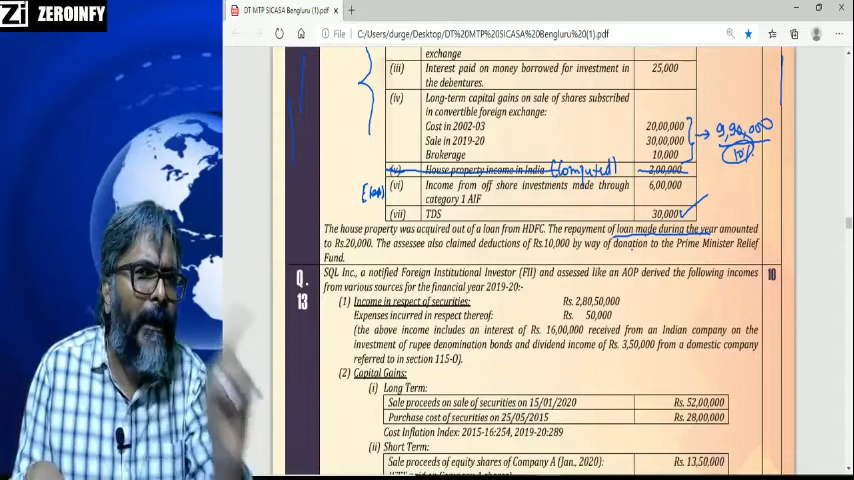 Zi ZEROINFY
DT MTP SICASA Bengluru (1).pdf
File | C:/Users/durge/Desktop/DT%20MTP%20SICASA%20Bengluru%20(1).pdf
exchange
(iii) Interest paid on money borrowed for investment in the debentures. 25,000
(iv) Long-term capital gains on sale of shares subscribed in convertible foreign exchange:
Cost in 2002-03 20,00,000
Sale in 2019-20 30,00,000
Brokerage 10,000
9,90,000
10%
(v) House property income in India (Computed) 2,00,000
(vi) Income from off shore investments made through category 1 AIF 6,00,000
(vii) TDS 30,000
The house property was acquired out of a loan from HDFC. The repayment of loan made during the year amounted
to Rs.20,000. The assessee also claimed deductions of Rs.10,000 by way of donation to the Prime Minister Relief
Fund.
Q. 13
SQL Inc., a notified Foreign Institutional Investor (FII) and assessed like an AOP derived the following incomes 10
from various sources for the financial year 2019-20:-
(1) Income in respect of securities: Rs. 2,80,50,000
Expenses incurred in respect thereof: Rs. 50,000
(the above income includes an interest of Rs. 16,00,000 received from an Indian company on the
investment of rupee denomination bonds and dividend income of Rs. 3,50,000 from a domestic company
referred to in section 115-O).
(2) Capital Gains:
(i) Long Term:
Sale proceeds on sale of securities on 15/01/2020 Rs. 52,00,000
Purchase cost of securities on 25/05/2015 Rs. 28,00,000
Cost Inflation Index: 2015-16:254, 2019-20:289
(ii) Short Term:
Sale proceeds of equity shares of Company A (Jan., 2020): Rs. 13,50,000